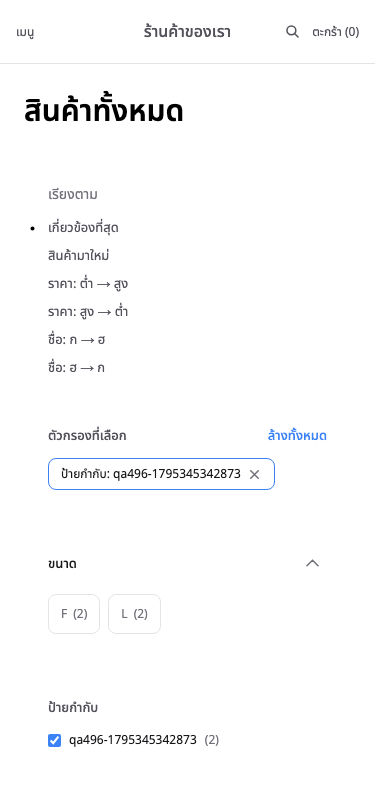 เมนู ร้านค้าของเรา ตะกร้า (0)
สินค้าทั้งหมด
เรียงตาม
เกี่ยวข้องที่สุด
สินค้ามาใหม่
ราคา: ต่ำ → สูง
ราคา: สูง → ต่ำ
ชื่อ: ก → ฮ
ชื่อ: ฮ → ก
ตัวกรองที่เลือก ล้างทั้งหมด
ป้ายกำกับ: qa496-1795345342873
ขนาด
F (2) L (2)
ป้ายกำกับ
qa496-1795345342873 (2)